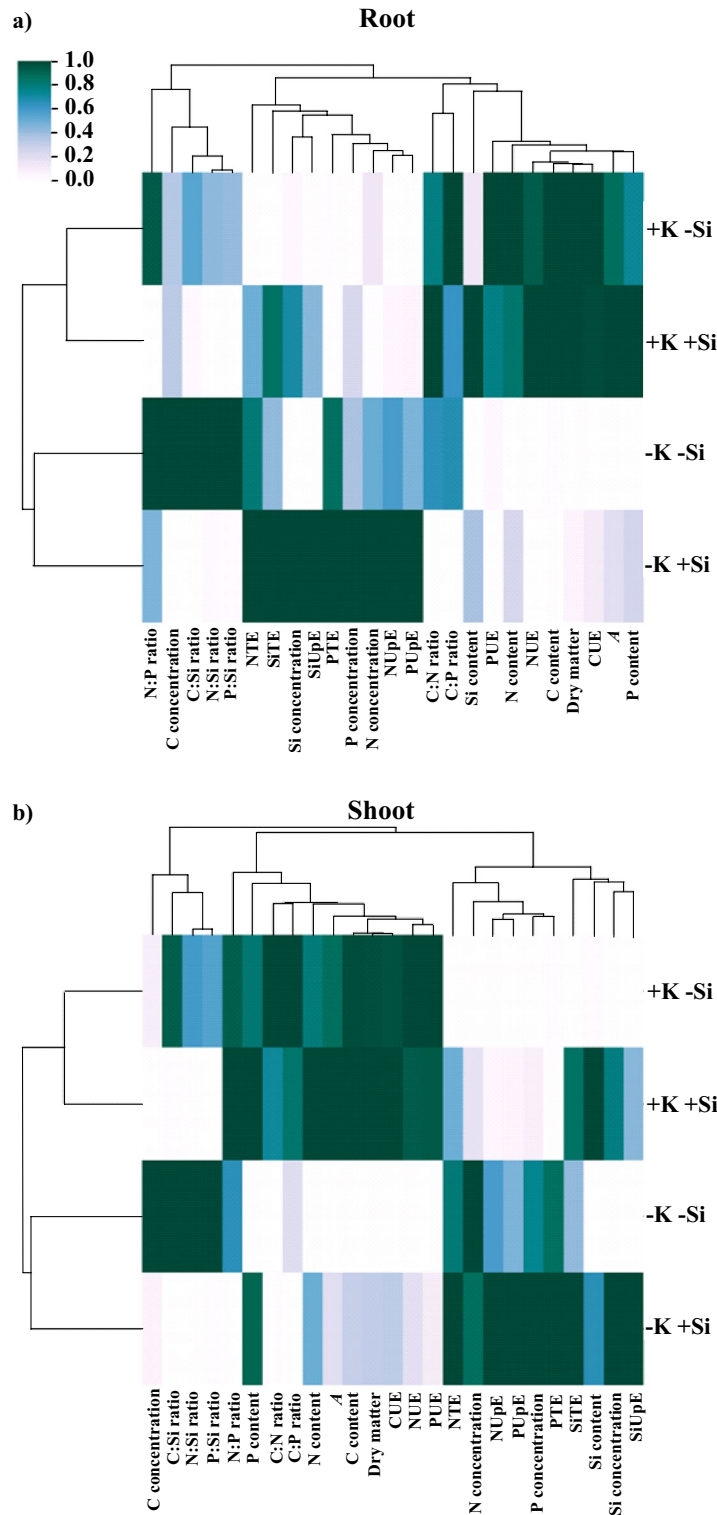 a)
Root
1.0
0.8
0.6
0.4
0.2
0.0
+K -Si
+K +Si
-K -Si
-K +Si
N:P ratio
C concentration
C:Si ratio
N:Si ratio
P:Si ratio
NTE
SiTE
Si concentration
SiUpE
PTE
P concentration
N concentration
NUpE
PUpE
C:N ratio
C:P ratio
Si content
PUE
N content
NUE
C content
Dry matter
CUE
A
P content
b)
Shoot
+K -Si
+K +Si
-K -Si
-K +Si
C concentration
C:Si ratio
N:Si ratio
P:Si ratio
N:P ratio
P content
C:N ratio
C:P ratio
N content
A
C content
Dry matter
CUE
NUE
PUE
NTE
N concentration
NUpE
PUpE
P concentration
PTE
SiTE
Si content
Si concentration
SiUpE